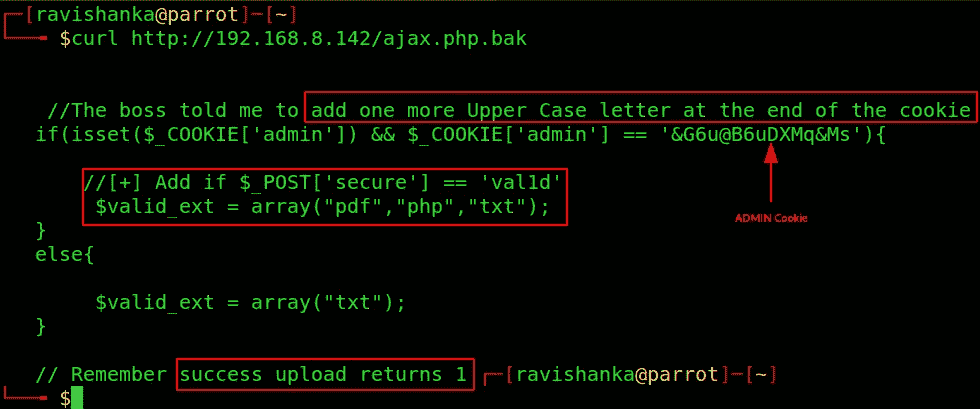 ┌─[ravishanka@parrot]─[~]
└──╼ $curl http://192.168.8.142/ajax.php.bak
//The boss told me to add one more Upper Case letter at the end of the cookie
if(isset($_COOKIE['admin']) && $_COOKIE['admin'] == '&G6u@B6uDXMq&Ms'){
//[+] Add if $_POST['secure'] == 'val1d'
$valid_ext = array("pdf","php","txt");
ADMIN Cookie
}
else{
$valid_ext = array("txt");
}
// Remember success upload returns 1 ┌─[ravishanka@parrot]─[~]
└──╼ $